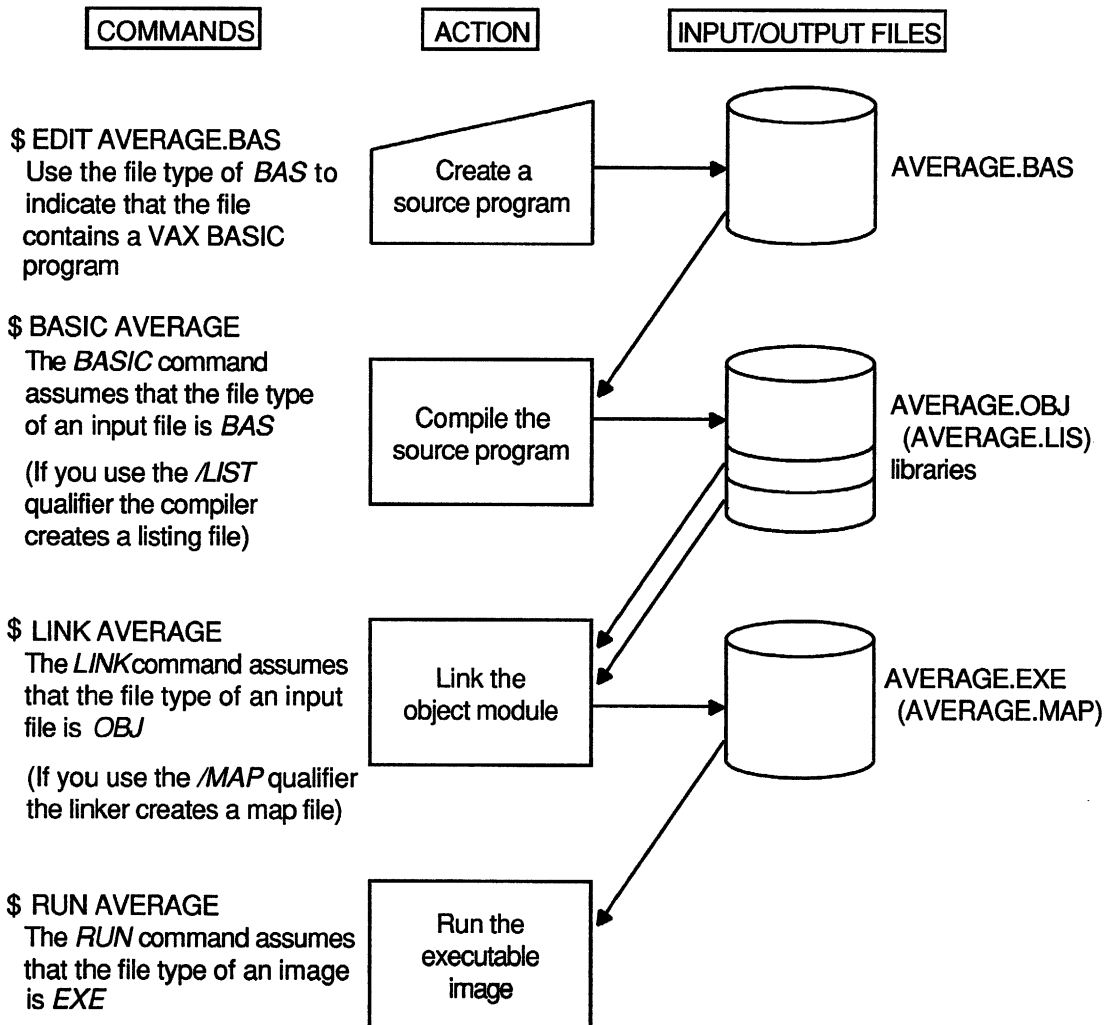 COMMANDS
ACTION
INPUT/OUTPUT FILES
$ EDIT AVERAGE.BAS
Use the file type of BAS to
indicate that the file
contains a VAX BASIC
program
Create a
source program
AVERAGE.BAS
$ BASIC AVERAGE
The BASIC command
assumes that the file type
of an input file is BAS
(If you use the /LIST
qualifier the compiler
creates a listing file)
Compile the
source program
AVERAGE.OBJ
(AVERAGE.LIS)
libraries
$ LINK AVERAGE
The LINK command assumes
that the file type of an input
file is OBJ
(If you use the /MAP qualifier
the linker creates a map file)
Link the
object module
AVERAGE.EXE
(AVERAGE.MAP)
$ RUN AVERAGE
The RUN command assumes
that the file type of an image
is EXE
Run the
executable
image